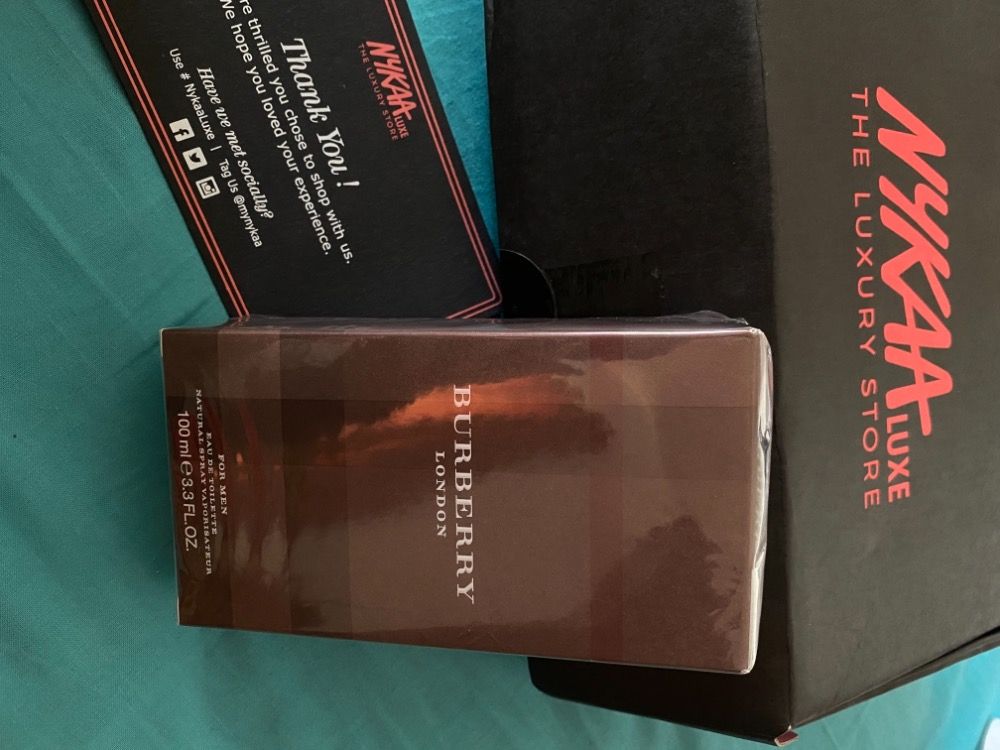 NYKAA LUXE
THE LUXURY STORE
Thank You!
re thrilled you chose to shop with us.
We hope you loved your experience.
Have we met socially?
Use # NykaaLuxe | Tag Us @mynykaa
NYKAA LUXE
THE LUXURY STORE
BURBERRY
LONDON
FOR MEN
EAU DE TOILETTE
NATURAL SPRAY VAPORISATEUR
100 ml e 3.3 FL.OZ.